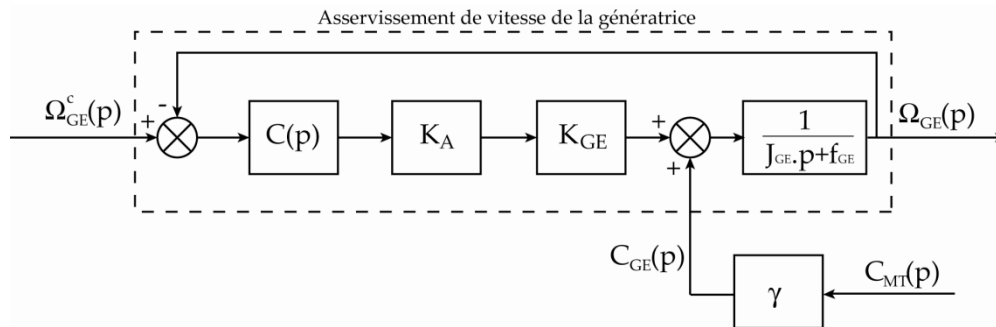 Asservissement de vitesse de la génératrice
Ω^c_GE(p)
+
-
C(p)
K_A
K_GE
+
+
1
J_GE.p+f_GE
Ω_GE(p)
C_GE(p)
γ
C_MT(p)